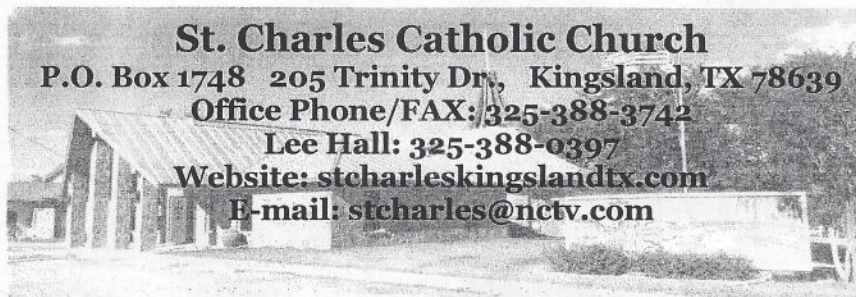 St. Charles Catholic Church
P.O. Box 1748 205 Trinity Dr., Kingsland, TX 78639
Office Phone/FAX: 325-388-3742
Lee Hall: 325-388-0397
Website: stcharleskingslandtx.com
E-mail: stcharles@nctv.com